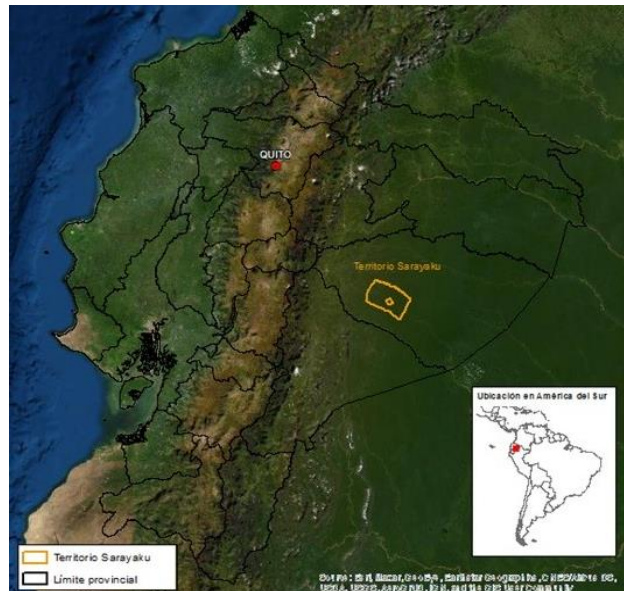 QUITO
Territorio Sarayaku
Ubicación en América del Sur
Territorio Sarayaku
Límite provincial